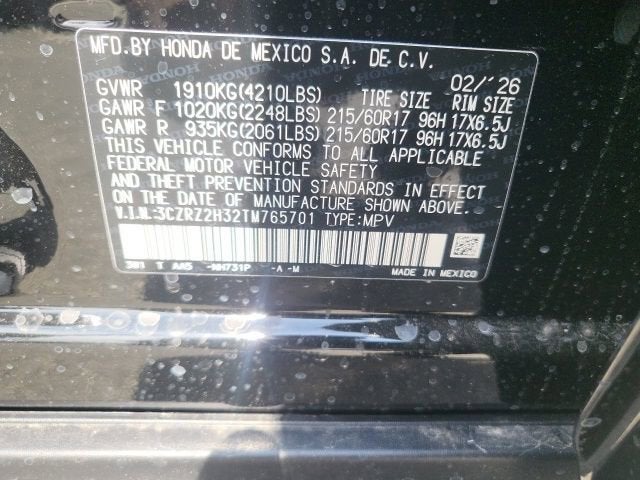 MFD.BY HONDA DE MEXICO S.A. DE C.V.
02/'26
GVWR 1910KG(4210LBS) TIRE SIZE RIM SIZE
GAWR F 1020KG(2248LBS) 215/60R17 96H 17X6.5J
GAWR R 935KG(2061LBS) 215/60R17 96H 17X6.5J
THIS VEHICLE CONFORMS TO ALL APPLICABLE
FEDERAL MOTOR VEHICLE SAFETY
AND THEFT PREVENTION STANDARDS IN EFFECT
ON THE DATE OF MANUFACTURE SHOWN ABOVE.
V.I.N.:3CZRZ2H32TM765701 TYPE:MPV
T AA5 -NH731P -A -M
MADE IN MEXICO